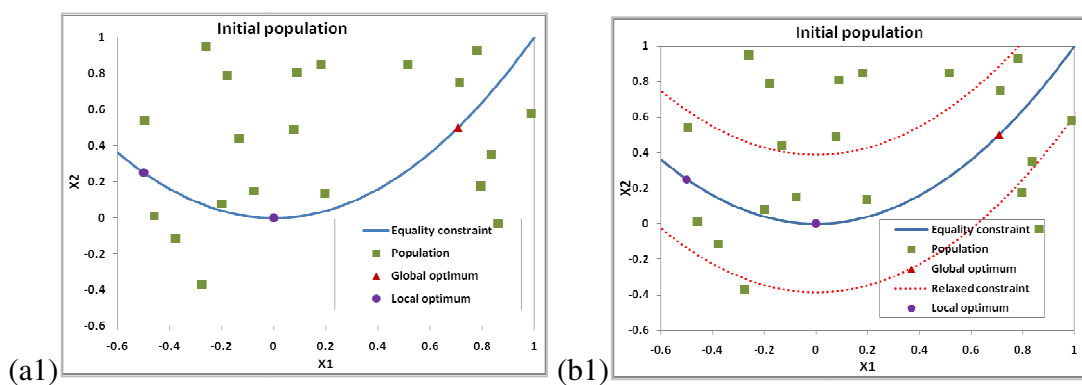 Initial population
1
0.8
0.6
0.4
0.2
0
-0.2
-0.4
-0.6
X2
Equality constraint
Population
Global optimum
Local optimum
-0.6 -0.4 -0.2 0 0.2 0.4 0.6 0.8 1
X1
(a1)
Initial population
1
0.8
0.6
0.4
0.2
0
-0.2
-0.4
-0.6
X2
Equality constraint
Population
Global optimum
Relaxed constraint
Local optimum
-0.6 -0.4 -0.2 0 0.2 0.4 0.6 0.8 1
X1
(b1)